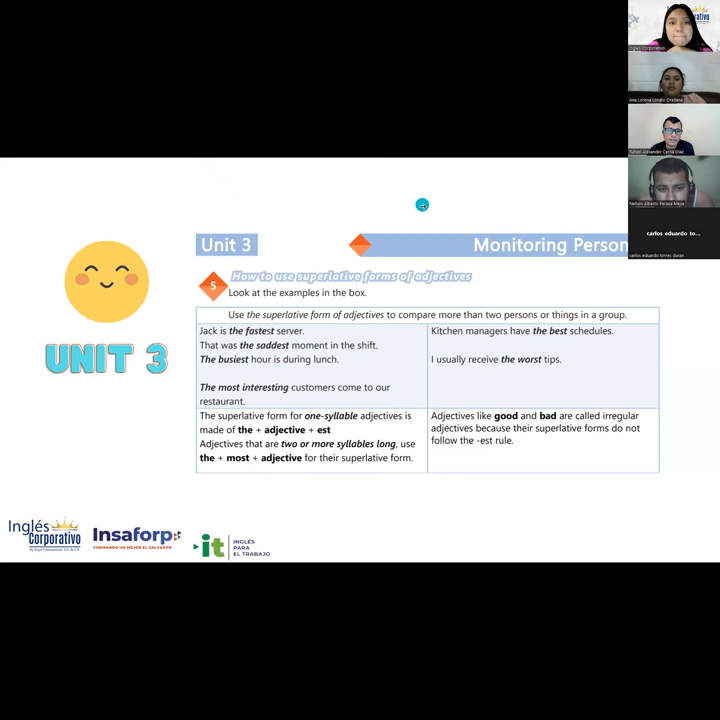 Inglés Corporativo
Ana Lorena Lovato Orellana
Rafael Alexander Cerna Diaz
Nelson Alberto Peraza Mejia
carlos eduardo to...
carlos eduardo torres duran
Unit 3
Monitoring Person
5
How to use superlative forms of adjectives
Look at the examples in the box.
UNIT 3
Use the superlative form of adjectives to compare more than two persons or things in a group.
Jack is the fastest server.
That was the saddest moment in the shift.
The busiest hour is during lunch.
The most interesting customers come to our
restaurant.
Kitchen managers have the best schedules.
I usually receive the worst tips.
The superlative form for one-syllable adjectives is
made of the + adjective + est
Adjectives that are two or more syllables long, use
the + most + adjective for their superlative form.
Adjectives like good and bad are called irregular
adjectives because their superlative forms do not
follow the -est rule.
Inglés
Corporativo
Insaforp
FORMANDO UN MEJOR EL SALVADOR
it
INGLÉS
PARA
EL TRABAJO